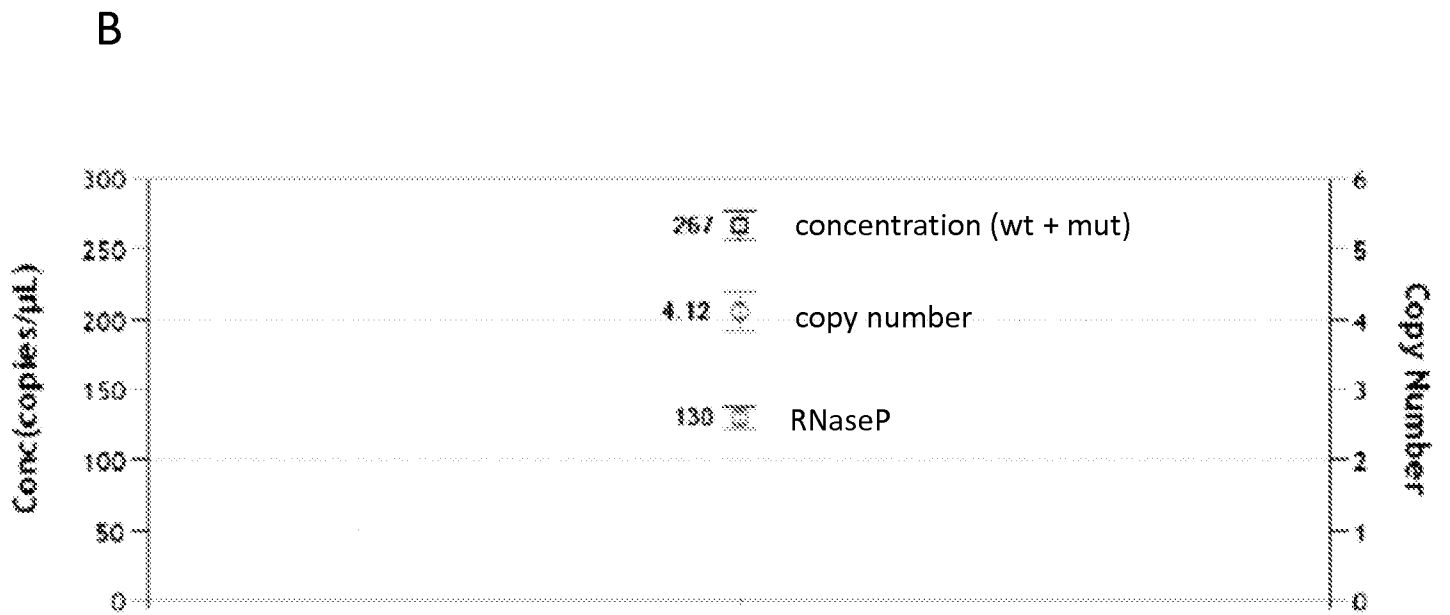 B
Conc(copies/µL)
300
250
200
150
100
50
0
267 concentration (wt + mut)
4.12 copy number
130 RNaseP
6
5
4
3
2
1
0
Copy Number